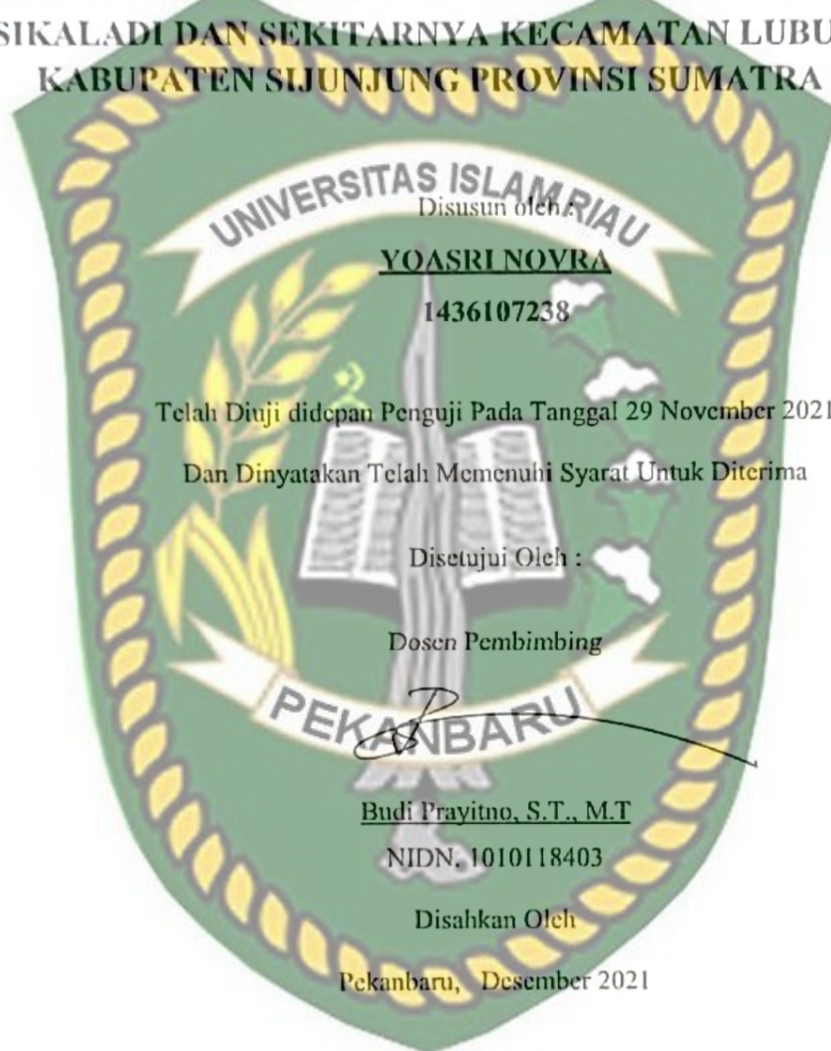 SIKALADI DAN SEKITARNYA KECAMATAN LUBU
KABUPATEN SIJUNJUNG PROVINSI SUMATRA
UNIVERSITAS ISLAM RIAU
Disusun oleh :
YOASRI NOVRA
1436107238
Telah Diuji didepan Penguji Pada Tanggal 29 November 2021
Dan Dinyatakan Telah Memenuhi Syarat Untuk Diterima
Disetujui Oleh :
Dosen Pembimbing
PEKANBARU
Budi Prayitno, S.T., M.T
NIDN. 1010118403
Disahkan Oleh
Pekanbaru, Desember 2021